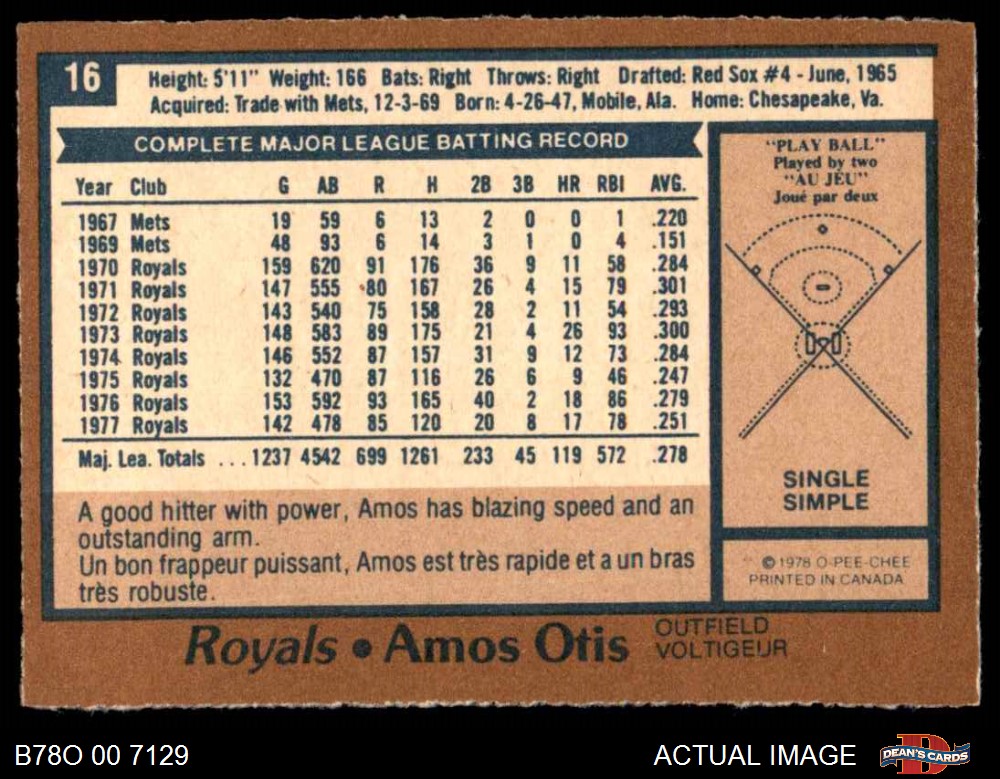 16
Height: 5'11" Weight: 166 Bats: Right Throws: Right Drafted: Red Sox #4 - June, 1965
Acquired: Trade with Mets, 12-3-69 Born: 4-26-47, Mobile, Ala. Home: Chesapeake, Va.
COMPLETE MAJOR LEAGUE BATTING RECORD
Year Club G AB R H 2B 3B HR RBI AVG.
1967 Mets 19 59 6 13 2 0 0 1 .220
1969 Mets 48 93 6 14 3 1 0 4 .151
1970 Royals 159 620 91 176 36 9 11 58 .284
1971 Royals 147 555 80 167 26 4 15 79 .301
1972 Royals 143 540 75 158 28 2 11 54 .293
1973 Royals 148 583 89 175 21 4 26 93 .300
1974 Royals 146 552 87 157 31 9 12 73 .284
1975 Royals 132 470 87 116 26 6 9 46 .247
1976 Royals 153 592 93 165 40 2 18 86 .279
1977 Royals 142 478 85 120 20 8 17 78 .251
Maj. Lea. Totals ... 1237 4542 699 1261 233 45 119 572 .278
A good hitter with power, Amos has blazing speed and an
outstanding arm.
Un bon frappeur puissant, Amos est très rapide et a un bras
très robuste.
"PLAY BALL"
Played by two
"AU JEU"
Joué par deux
SINGLE
SIMPLE
© 1978 O-PEE-CHEE
PRINTED IN CANADA
Royals • Amos Otis
OUTFIELD
VOLTIGEUR
B78O 00 7129
ACTUAL IMAGE
D
DEAN'S CARDS